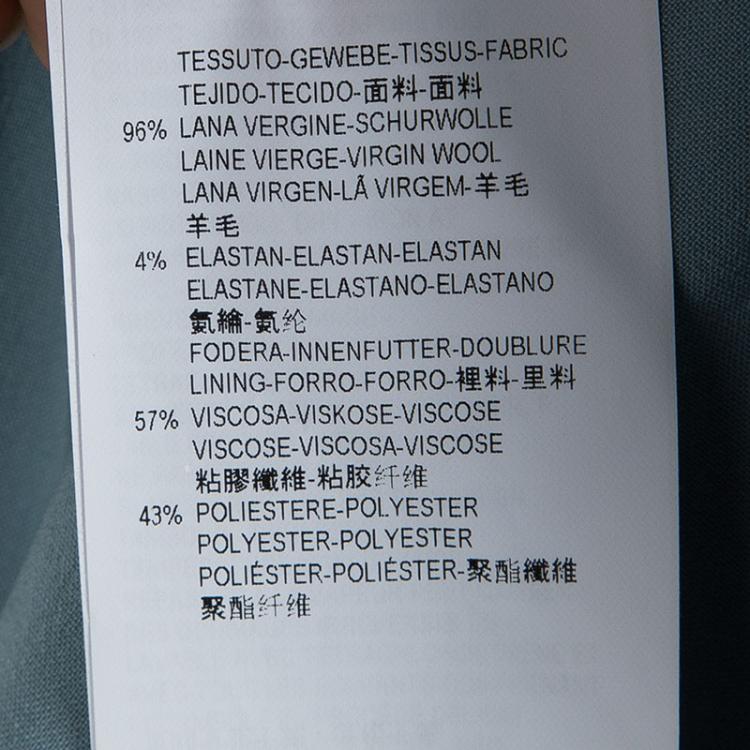 TESSUTO-GEWEBE-TISSUS-FABRIC
TEJIDO-TECIDO-面料-面料
96% LANA VERGINE-SCHURWOLLE
LAINE VIERGE-VIRGIN WOOL
LANA VIRGEN-LÃ VIRGEM-羊毛
羊毛
4% ELASTAN-ELASTAN-ELASTAN
ELASTANE-ELASTANO-ELASTANO
氨綸-氨纶
FODERA-INNENFUTTER-DOUBLURE
LINING-FORRO-FORRO-裡料-里料
57% VISCOSA-VISKOSE-VISCOSE
VISCOSE-VISCOSA-VISCOSE
粘膠纖維-粘胶纤维
43% POLIESTERE-POLYESTER
POLYESTER-POLYESTER
POLIÉSTER-POLIÉSTER-聚酯纖維
聚酯纤维